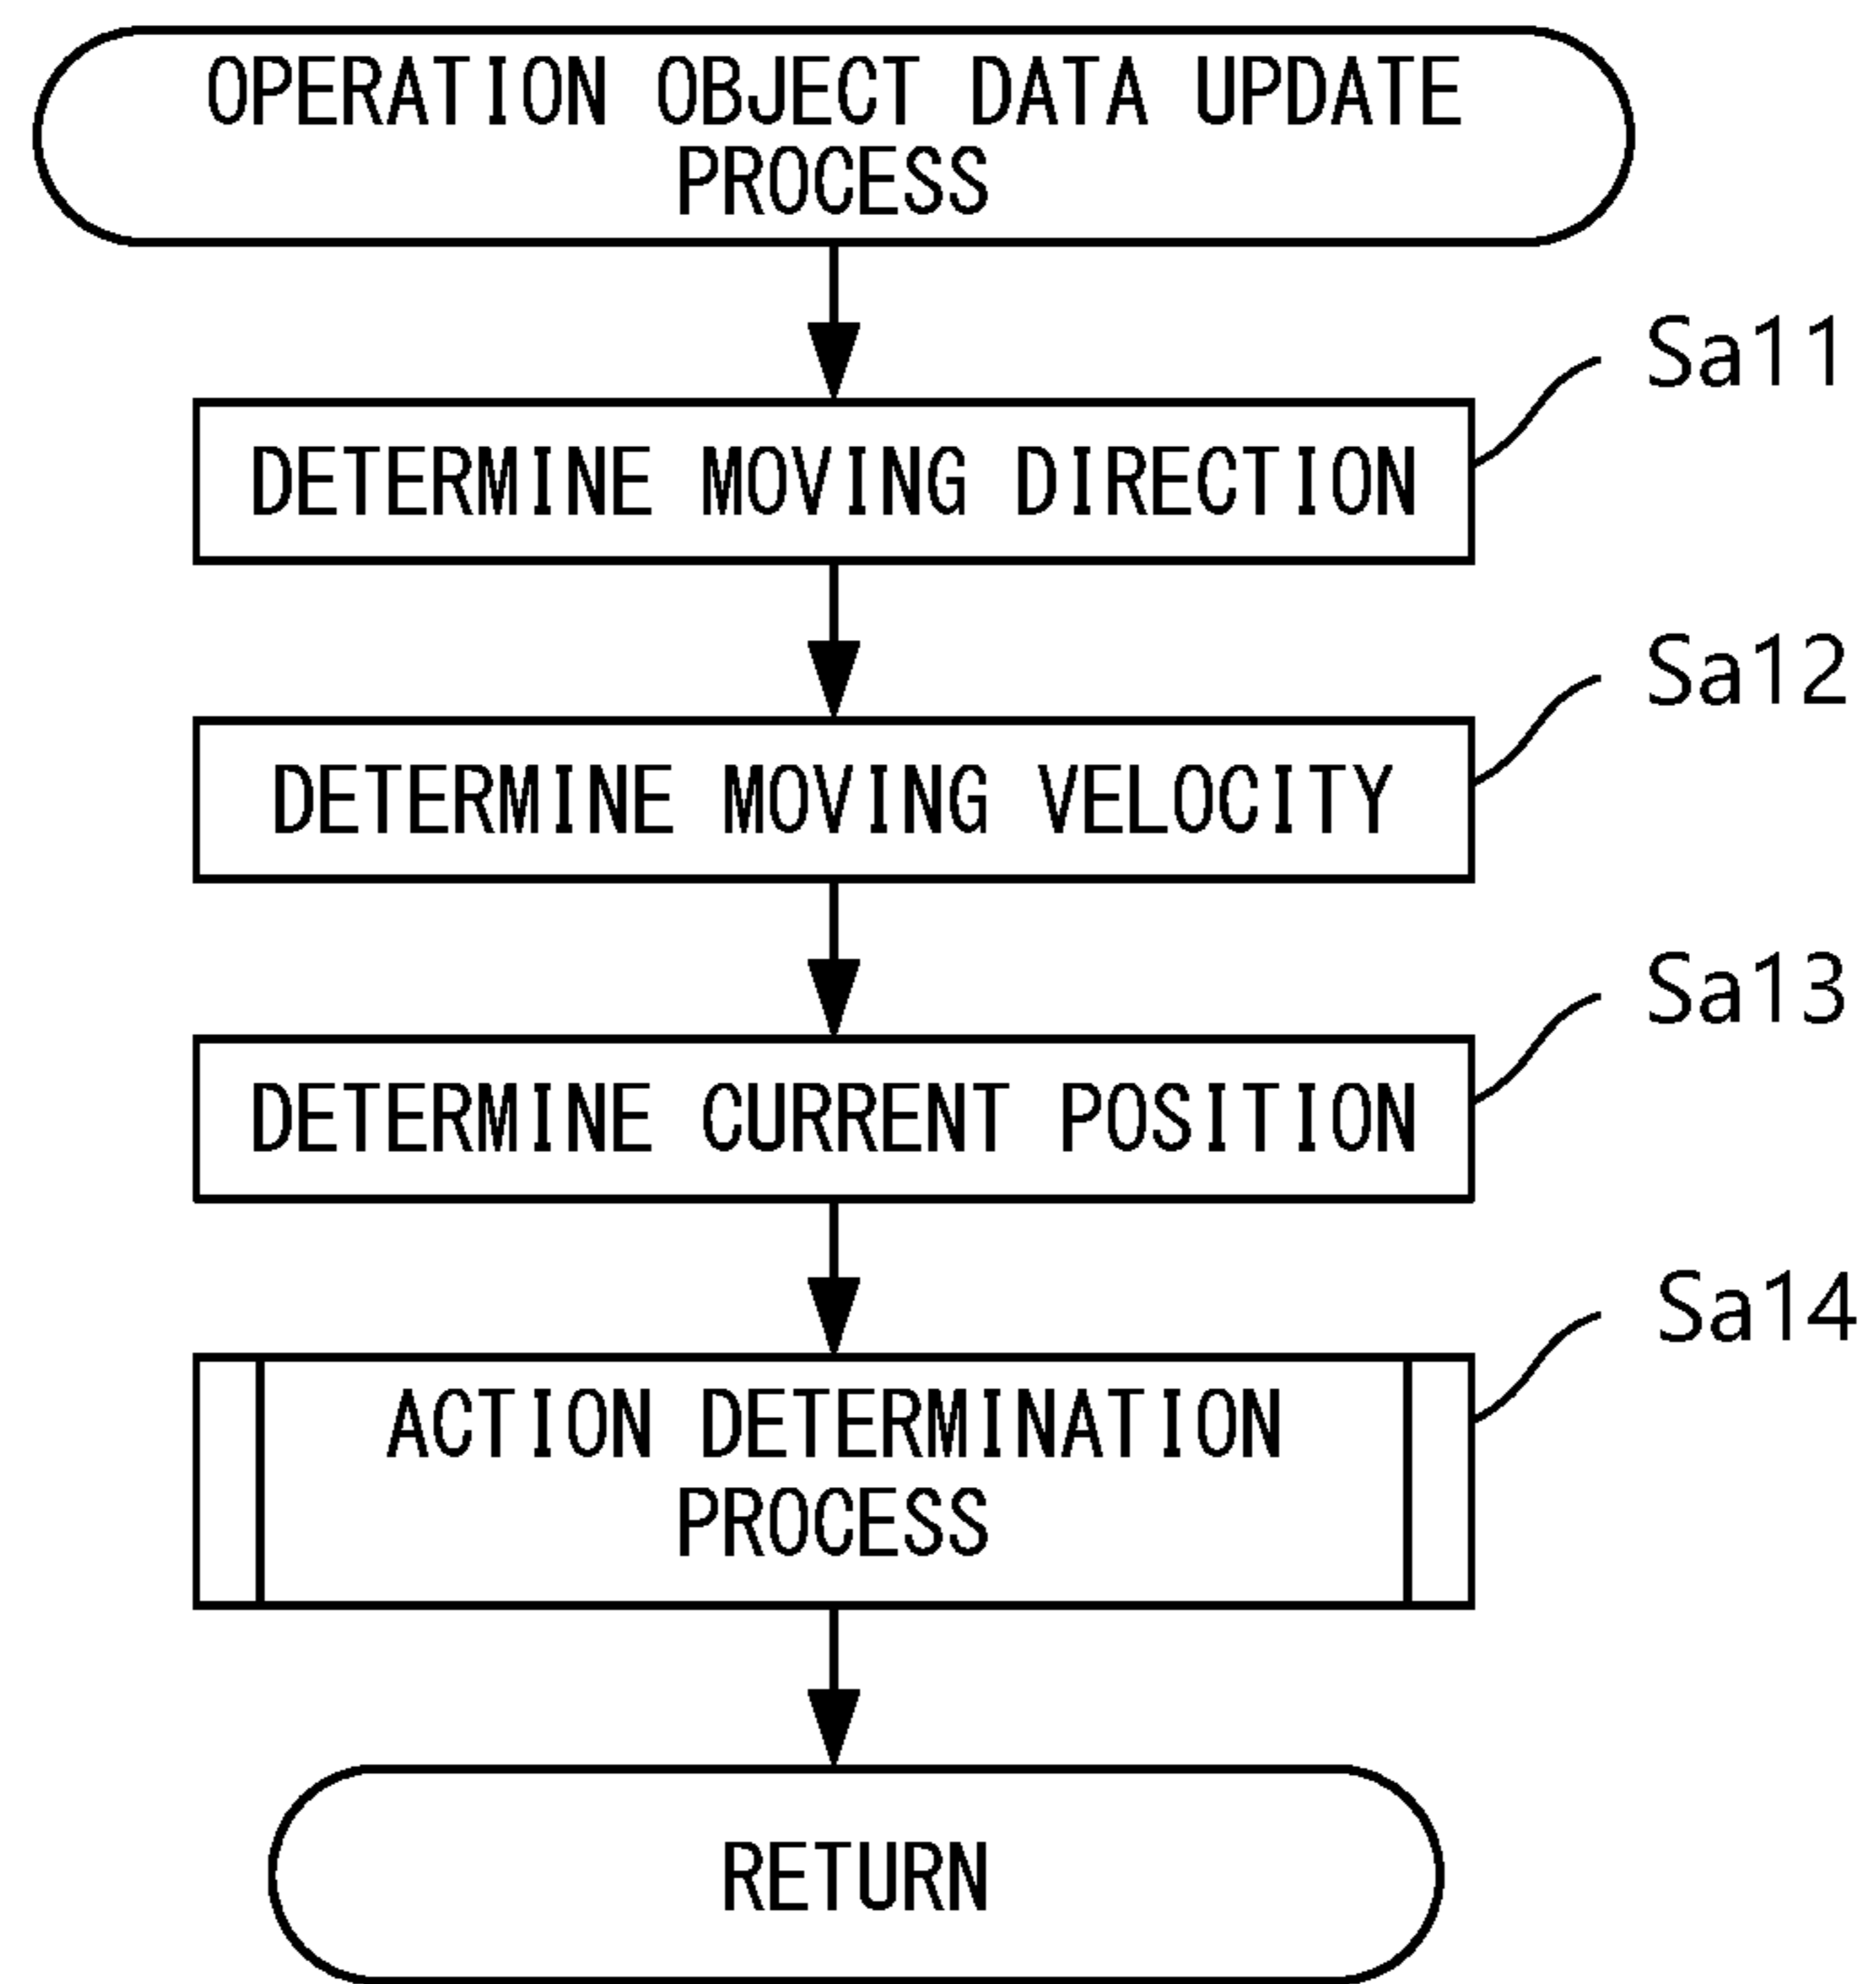 OPERATION OBJECT DATA UPDATE
PROCESS
Sa11
DETERMINE MOVING DIRECTION
Sa12
DETERMINE MOVING VELOCITY
Sa13
DETERMINE CURRENT POSITION
Sa14
ACTION DETERMINATION
PROCESS
RETURN